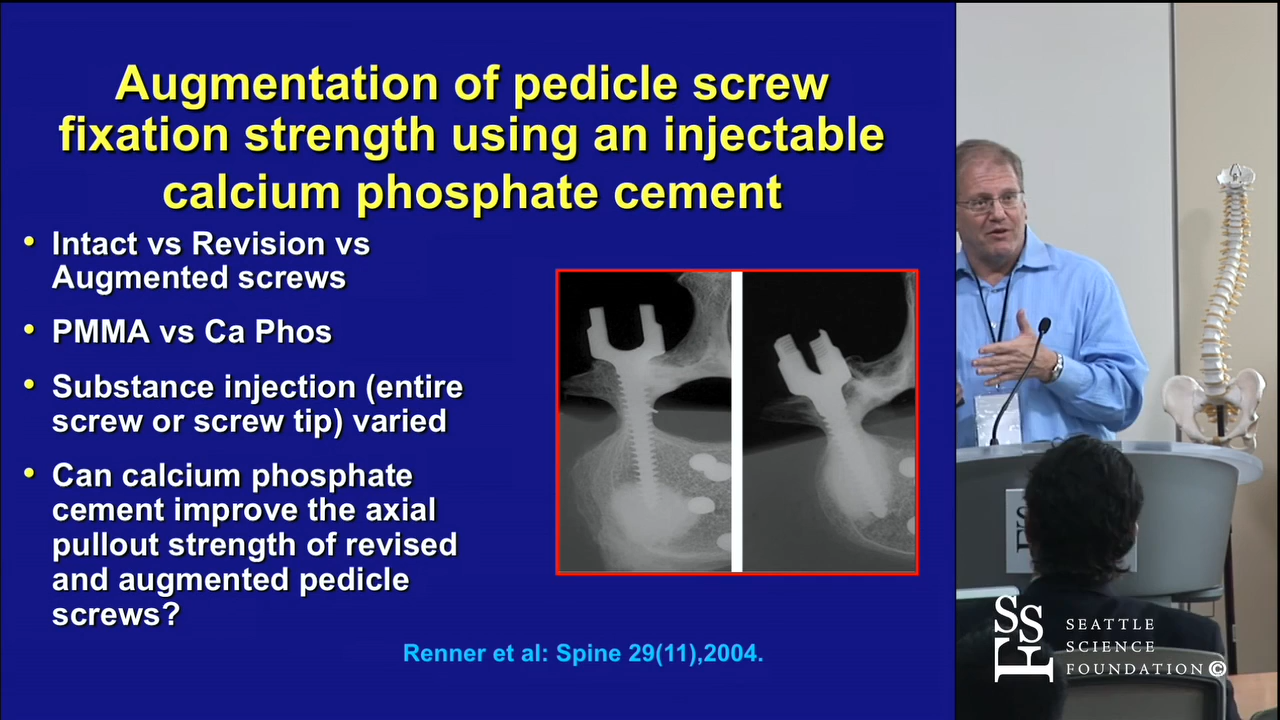 Augmentation of pedicle screw
fixation strength using an injectable
calcium phosphate cement
• Intact vs Revision vs
Augmented screws
• PMMA vs Ca Phos
• Substance injection (entire
screw or screw tip) varied
• Can calcium phosphate
cement improve the axial
pullout strength of revised
and augmented pedicle
screws?
Renner et al: Spine 29(11),2004.
SSF
SEATTLE
SCIENCE
FOUNDATION©